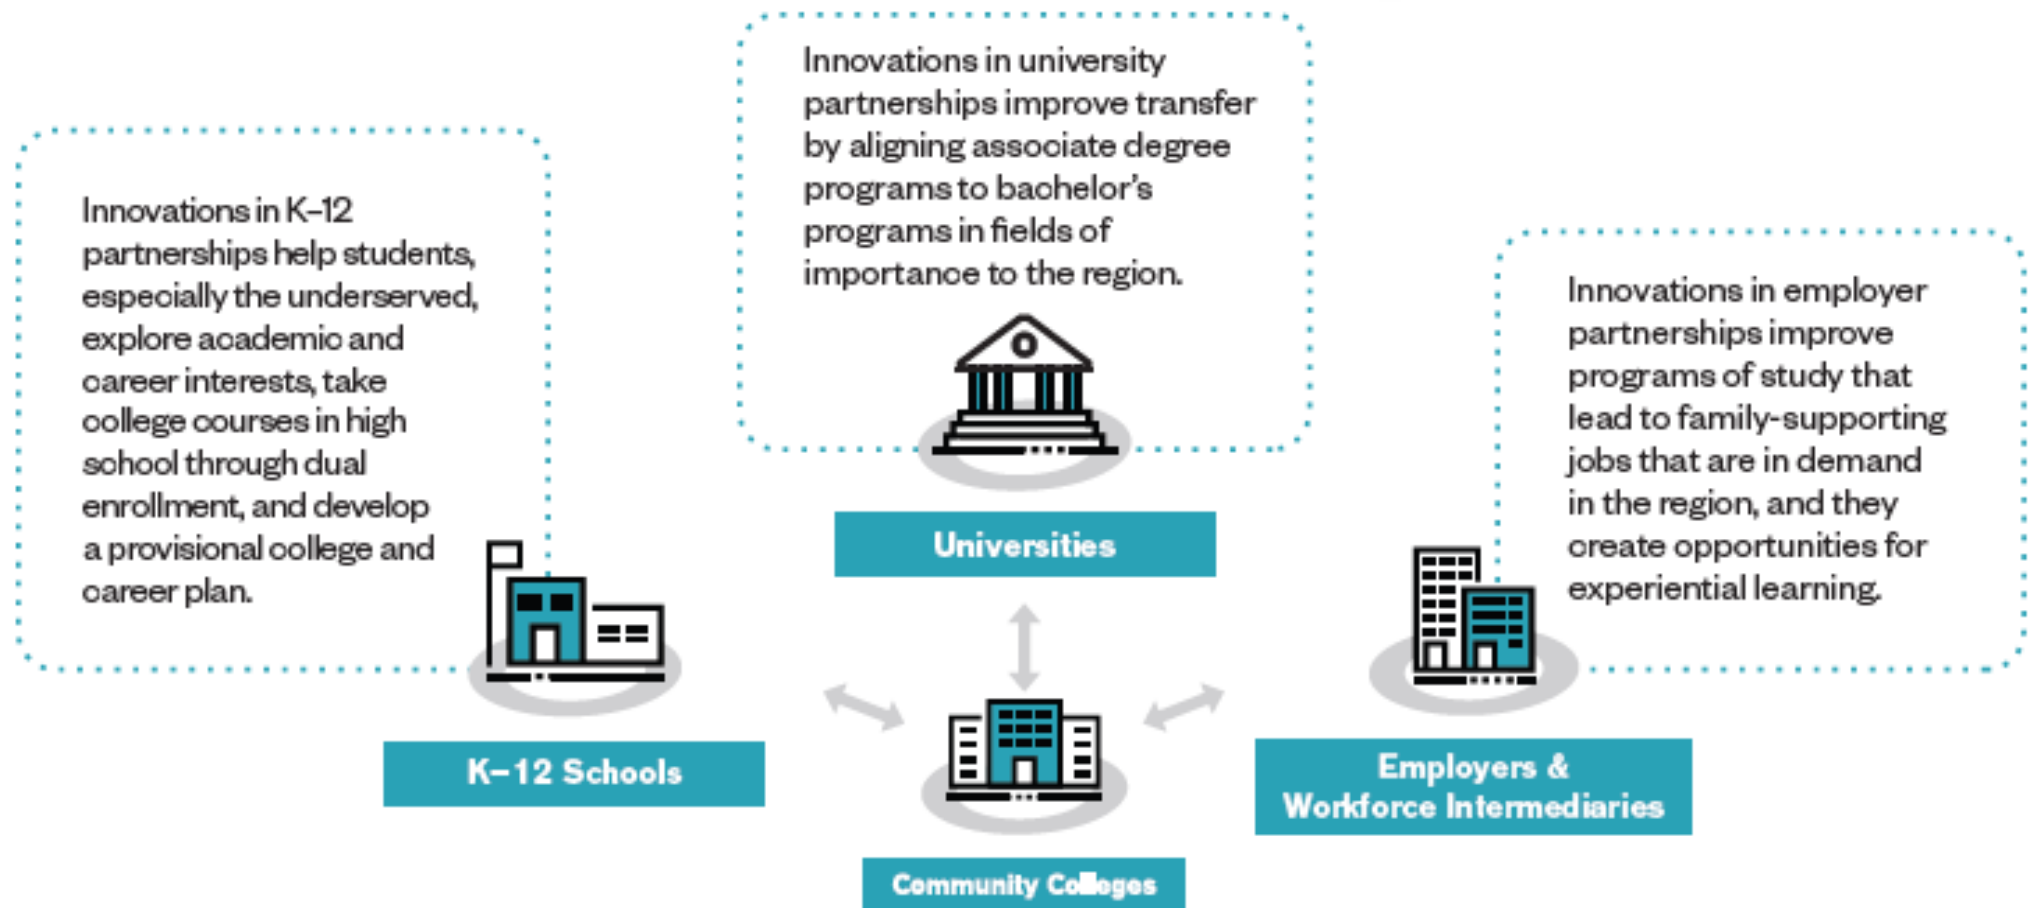 Innovations in university
partnerships improve transfer
by aligning associate degree
programs to bachelor's
programs in fields of
importance to the region.
Innovations in K–12
partnerships help students,
especially the underserved,
explore academic and
career interests, take
college courses in high
school through dual
enrollment, and develop
a provisional college and
career plan.
Innovations in employer
partnerships improve
programs of study that
lead to family-supporting
jobs that are in demand
in the region, and they
create opportunities for
experiential learning.
Universities
K–12 Schools
Employers &
Workforce Intermediaries
Community Colleges